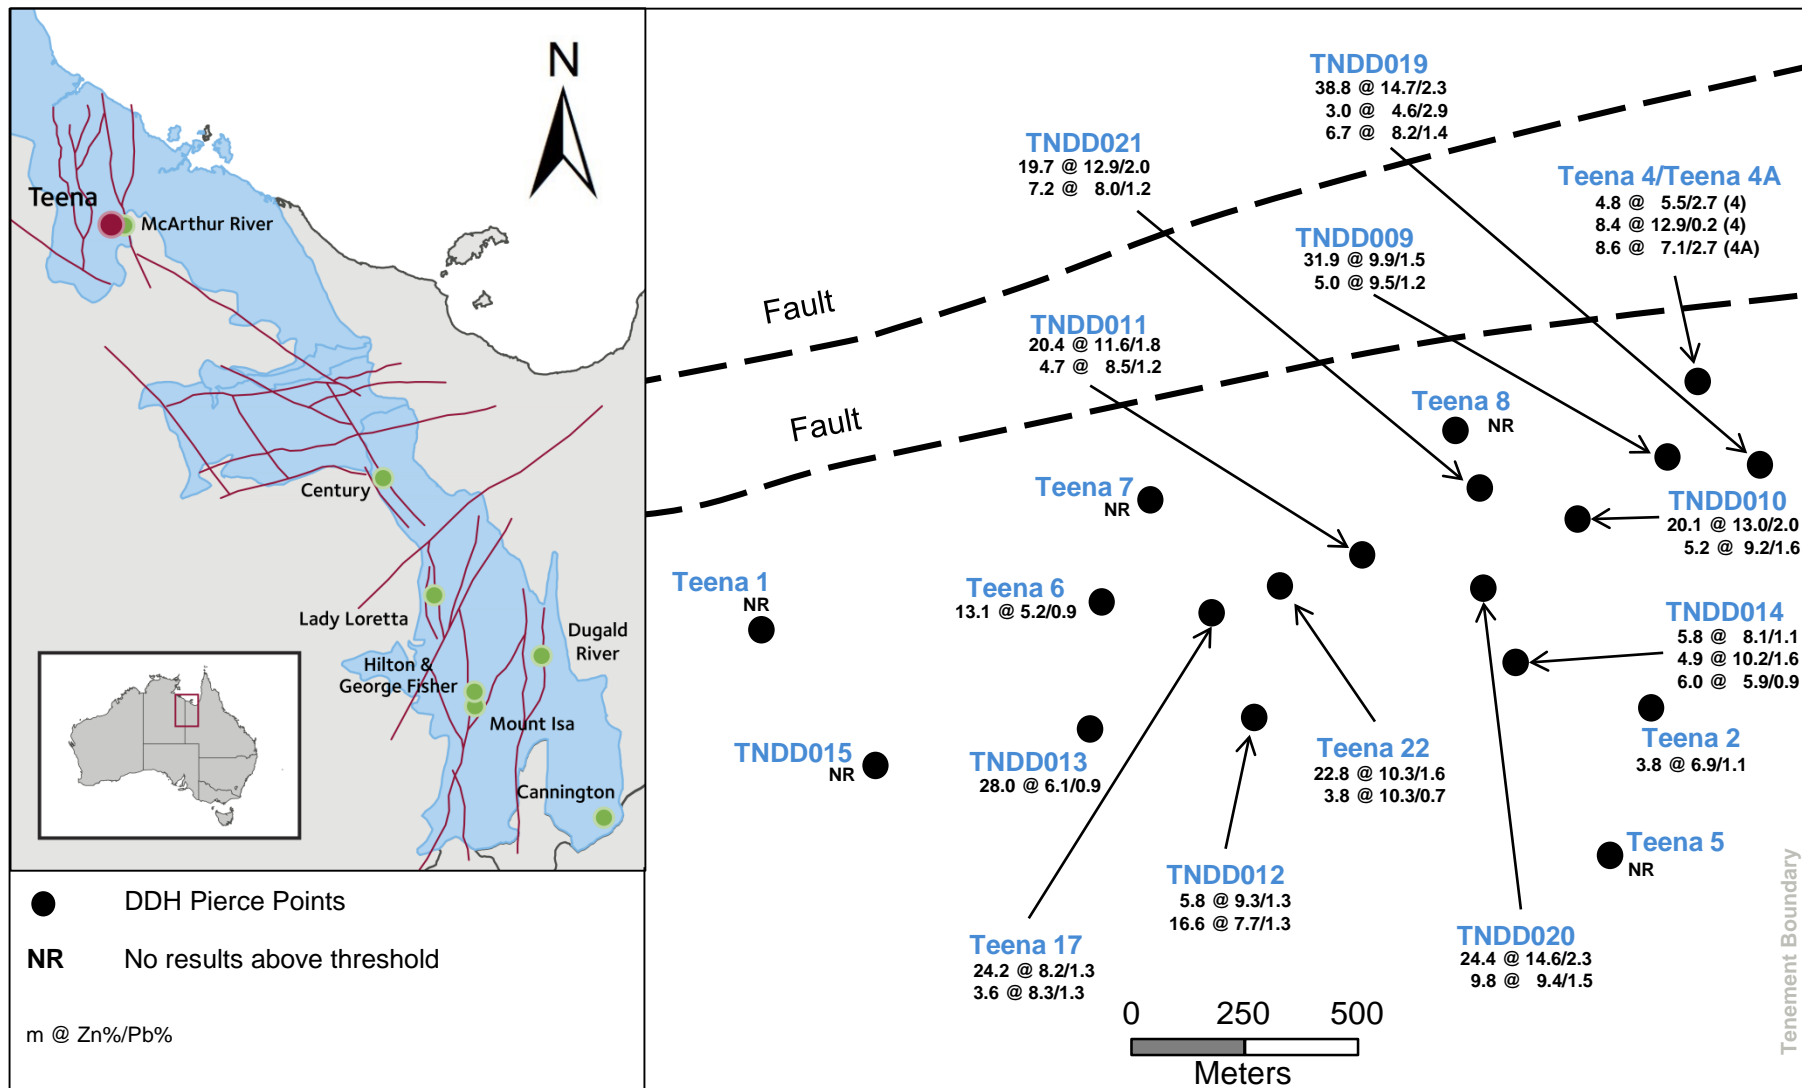 N
Teena
McArthur River
Century
Lady Loretta
Dugald
River
Hilton &
George Fisher
Mount Isa
Cannington
DDH Pierce Points
NR No results above threshold
m @ Zn%/Pb%
TNDD019
38.8 @ 14.7/2.3
3.0 @ 4.6/2.9
6.7 @ 8.2/1.4
TNDD021
19.7 @ 12.9/2.0
7.2 @ 8.0/1.2
Teena 4/Teena 4A
4.8 @ 5.5/2.7 (4)
8.4 @ 12.9/0.2 (4)
8.6 @ 7.1/2.7 (4A)
TNDD009
31.9 @ 9.9/1.5
5.0 @ 9.5/1.2
Fault
TNDD011
20.4 @ 11.6/1.8
4.7 @ 8.5/1.2
Fault
Teena 8
NR
Teena 7
NR
TNDD010
20.1 @ 13.0/2.0
5.2 @ 9.2/1.6
Teena 1
NR
Teena 6
13.1 @ 5.2/0.9
TNDD014
5.8 @ 8.1/1.1
4.9 @ 10.2/1.6
6.0 @ 5.9/0.9
TNDD015
NR
TNDD013
28.0 @ 6.1/0.9
Teena 22
22.8 @ 10.3/1.6
3.8 @ 10.3/0.7
Teena 2
3.8 @ 6.9/1.1
Teena 5
NR
TNDD012
5.8 @ 9.3/1.3
16.6 @ 7.7/1.3
Teena 17
24.2 @ 8.2/1.3
3.6 @ 8.3/1.3
TNDD020
24.4 @ 14.6/2.3
9.8 @ 9.4/1.5
0 250 500
Meters
Tenement Boundary